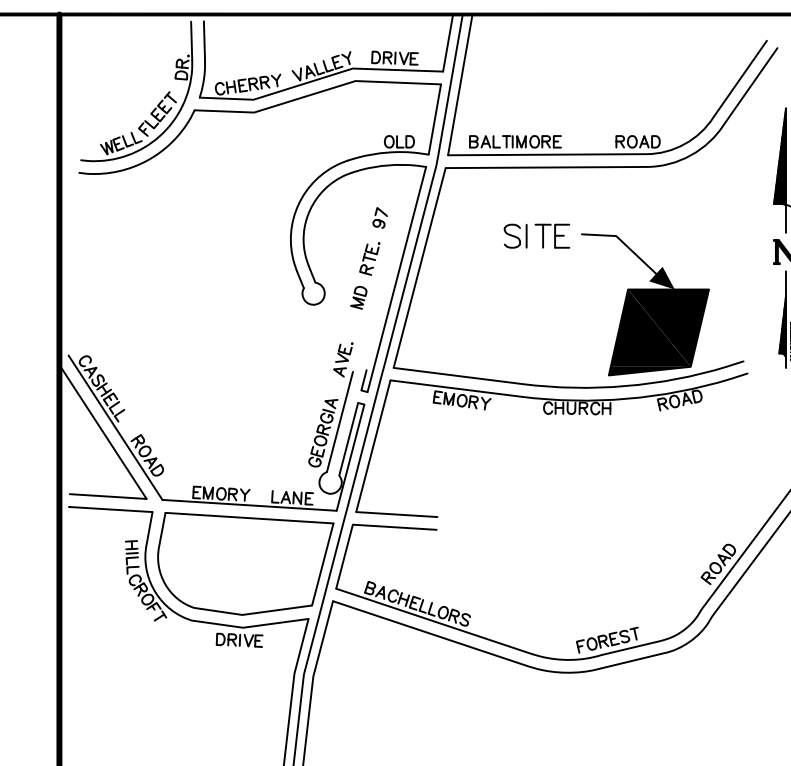 WELLFLEET DR.
CHERRY VALLEY DRIVE
OLD BALTIMORE ROAD
SITE
N
GEORGIA AVE. MD RTE. 97
CASHELL ROAD
EMORY CHURCH ROAD
EMORY LANE
HILLCROFT DRIVE
BACHELLORS FOREST ROAD